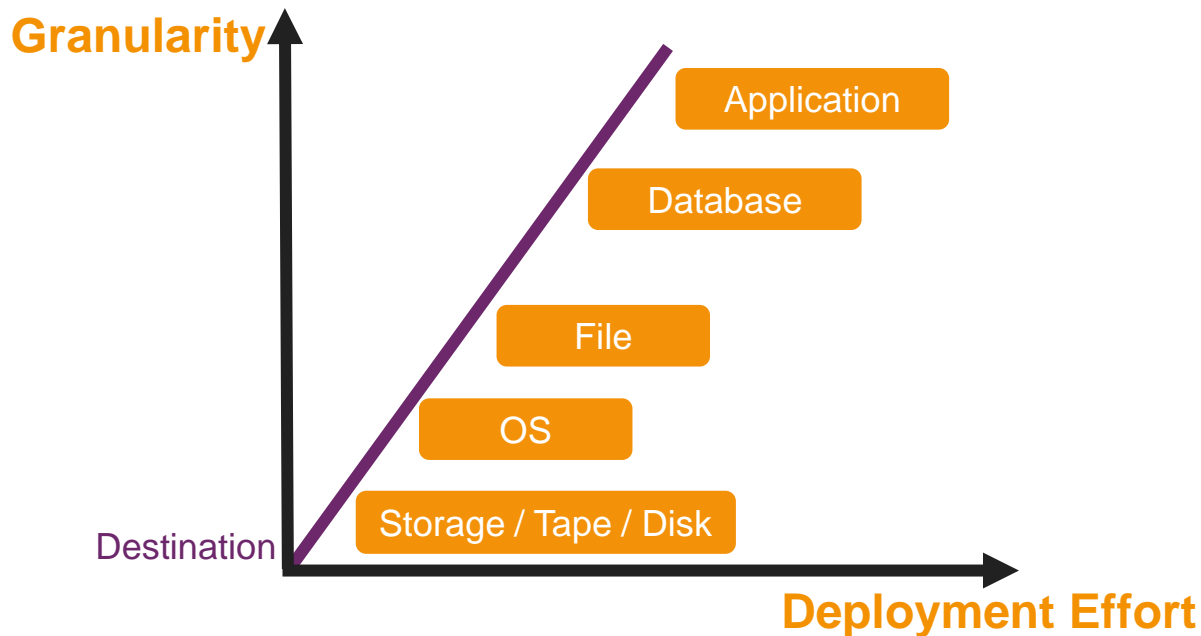 Granularity
Application
Database
File
OS
Storage / Tape / Disk
Destination
Deployment Effort